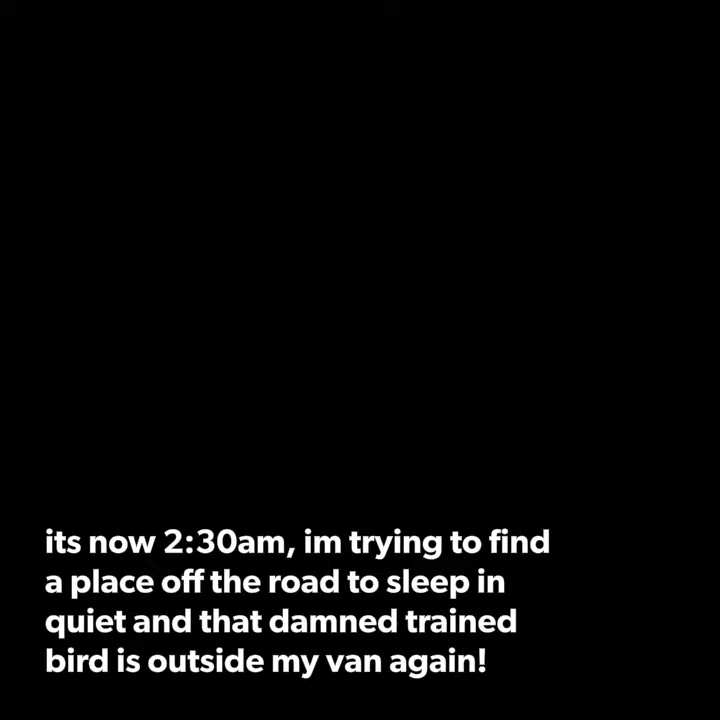 its now 2:30am, im trying to find
a place off the road to sleep in
quiet and that damned trained
bird is outside my van again!